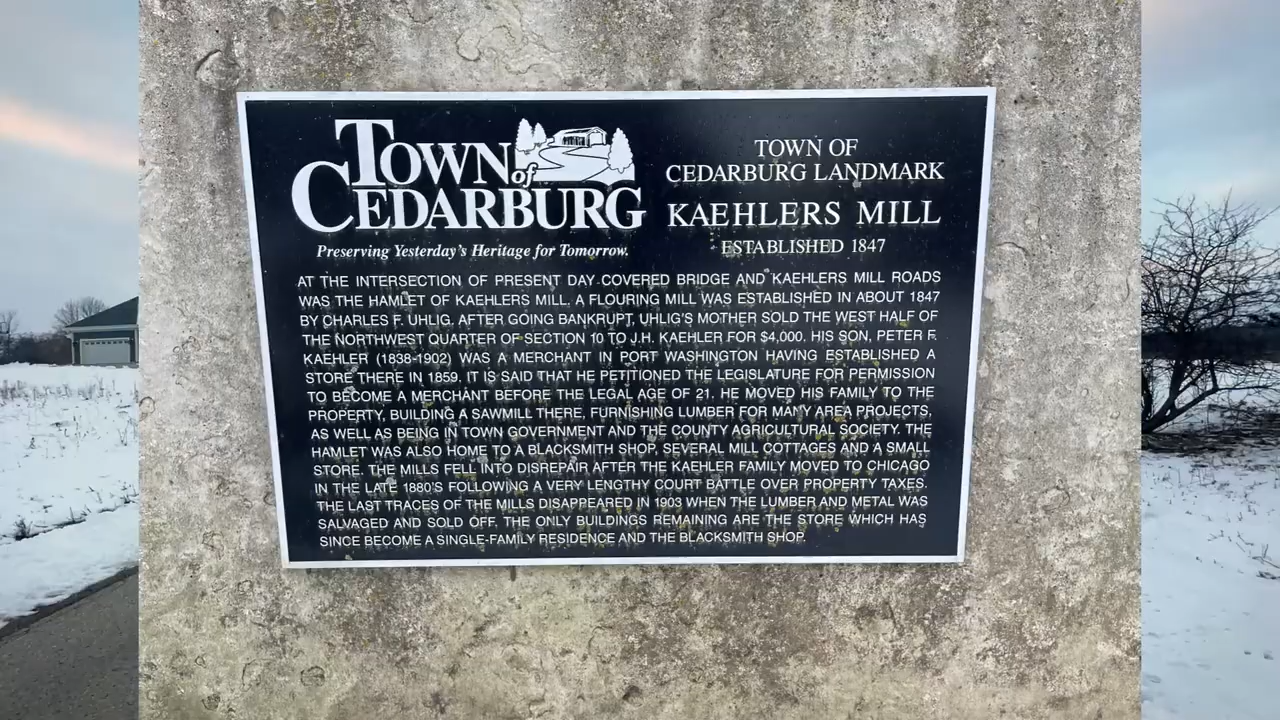 TOWN of
CEDARBURG
Preserving Yesterday's Heritage for Tomorrow.
TOWN OF
CEDARBURG LANDMARK
KAEHLERS MILL
ESTABLISHED 1847
AT THE INTERSECTION OF PRESENT DAY COVERED BRIDGE AND KAEHLERS MILL ROADS
WAS THE HAMLET OF KAEHLERS MILL. A FLOURING MILL WAS ESTABLISHED IN ABOUT 1847
BY CHARLES F. UHLIG. AFTER GOING BANKRUPT, UHLIG'S MOTHER SOLD THE WEST HALF OF
THE NORTHWEST QUARTER OF SECTION 10 TO J.H. KAEHLER FOR $4,000. HIS SON, PETER F.
KAEHLER (1838-1902) WAS A MERCHANT IN PORT WASHINGTON HAVING ESTABLISHED A
STORE THERE IN 1859. IT IS SAID THAT HE PETITIONED THE LEGISLATURE FOR PERMISSION
TO BECOME A MERCHANT BEFORE THE LEGAL AGE OF 21. HE MOVED HIS FAMILY TO THE
PROPERTY, BUILDING A SAWMILL THERE, FURNISHING LUMBER FOR MANY AREA PROJECTS,
AS WELL AS BEING IN TOWN GOVERNMENT AND THE COUNTY AGRICULTURAL SOCIETY. THE
HAMLET WAS ALSO HOME TO A BLACKSMITH SHOP, SEVERAL MILL COTTAGES AND A SMALL
STORE. THE MILLS FELL INTO DISREPAIR AFTER THE KAEHLER FAMILY MOVED TO CHICAGO
IN THE LATE 1880'S FOLLOWING A VERY LENGTHY COURT BATTLE OVER PROPERTY TAXES.
THE LAST TRACES OF THE MILLS DISAPPEARED IN 1903 WHEN THE LUMBER AND METAL WAS
SALVAGED AND SOLD OFF. THE ONLY BUILDINGS REMAINING ARE THE STORE WHICH HAS
SINCE BECOME A SINGLE-FAMILY RESIDENCE AND THE BLACKSMITH SHOP.